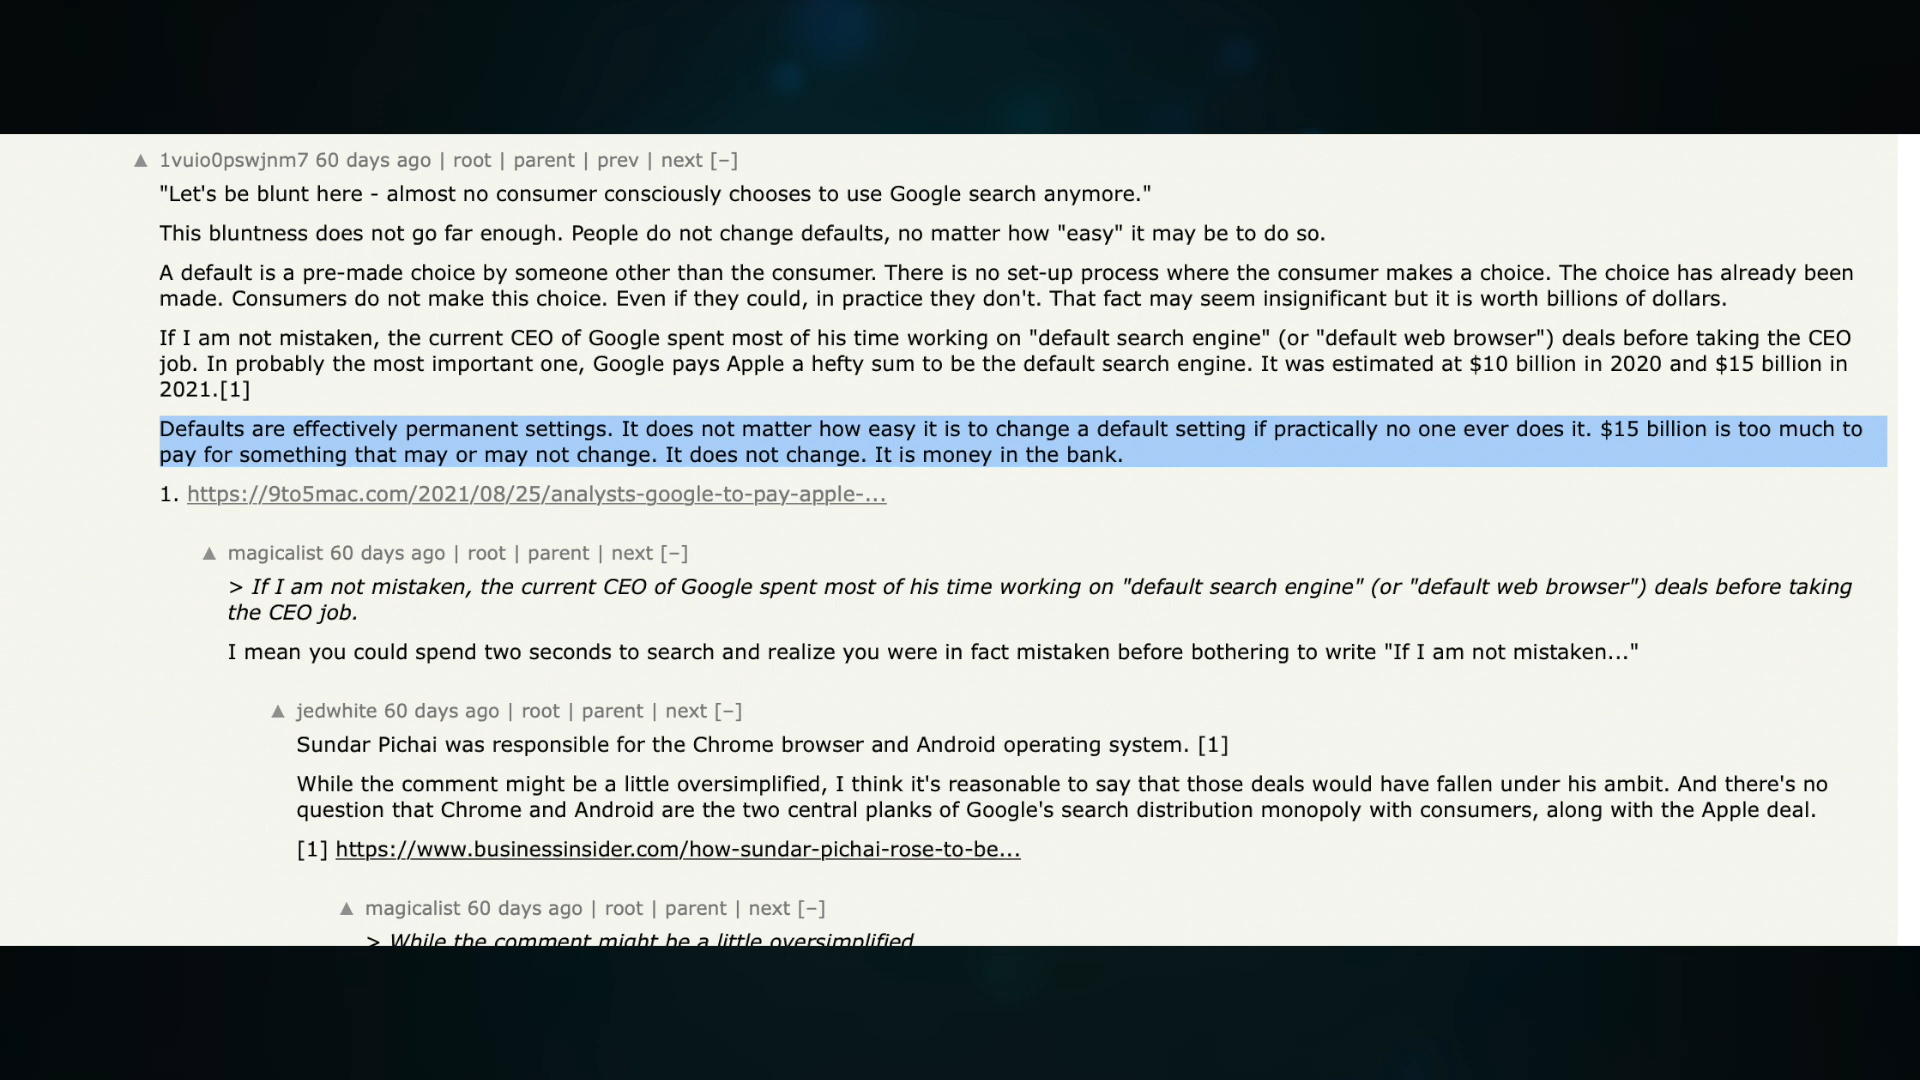 ▲ 1vuio0pswjnm7 60 days ago | root | parent | prev | next [–]
"Let's be blunt here - almost no consumer consciously chooses to use Google search anymore."
This bluntness does not go far enough. People do not change defaults, no matter how "easy" it may be to do so.
A default is a pre-made choice by someone other than the consumer. There is no set-up process where the consumer makes a choice. The choice has already been
made. Consumers do not make this choice. Even if they could, in practice they don't. That fact may seem insignificant but it is worth billions of dollars.
If I am not mistaken, the current CEO of Google spent most of his time working on "default search engine" (or "default web browser") deals before taking the CEO
job. In probably the most important one, Google pays Apple a hefty sum to be the default search engine. It was estimated at $10 billion in 2020 and $15 billion in
2021.[1]
Defaults are effectively permanent settings. It does not matter how easy it is to change a default setting if practically no one ever does it. $15 billion is too much to
pay for something that may or may not change. It does not change. It is money in the bank.
1. https://9to5mac.com/2021/08/25/analysts-google-to-pay-apple-...
▲ magicalist 60 days ago | root | parent | next [–]
> If I am not mistaken, the current CEO of Google spent most of his time working on "default search engine" (or "default web browser") deals before taking
the CEO job.
I mean you could spend two seconds to search and realize you were in fact mistaken before bothering to write "If I am not mistaken..."
▲ jedwhite 60 days ago | root | parent | next [–]
Sundar Pichai was responsible for the Chrome browser and Android operating system. [1]
While the comment might be a little oversimplified, I think it's reasonable to say that those deals would have fallen under his ambit. And there's no
question that Chrome and Android are the two central planks of Google's search distribution monopoly with consumers, along with the Apple deal.
[1] https://www.businessinsider.com/how-sundar-pichai-rose-to-be...
▲ magicalist 60 days ago | root | parent | next [–]
> While the comment might be a little oversimplified